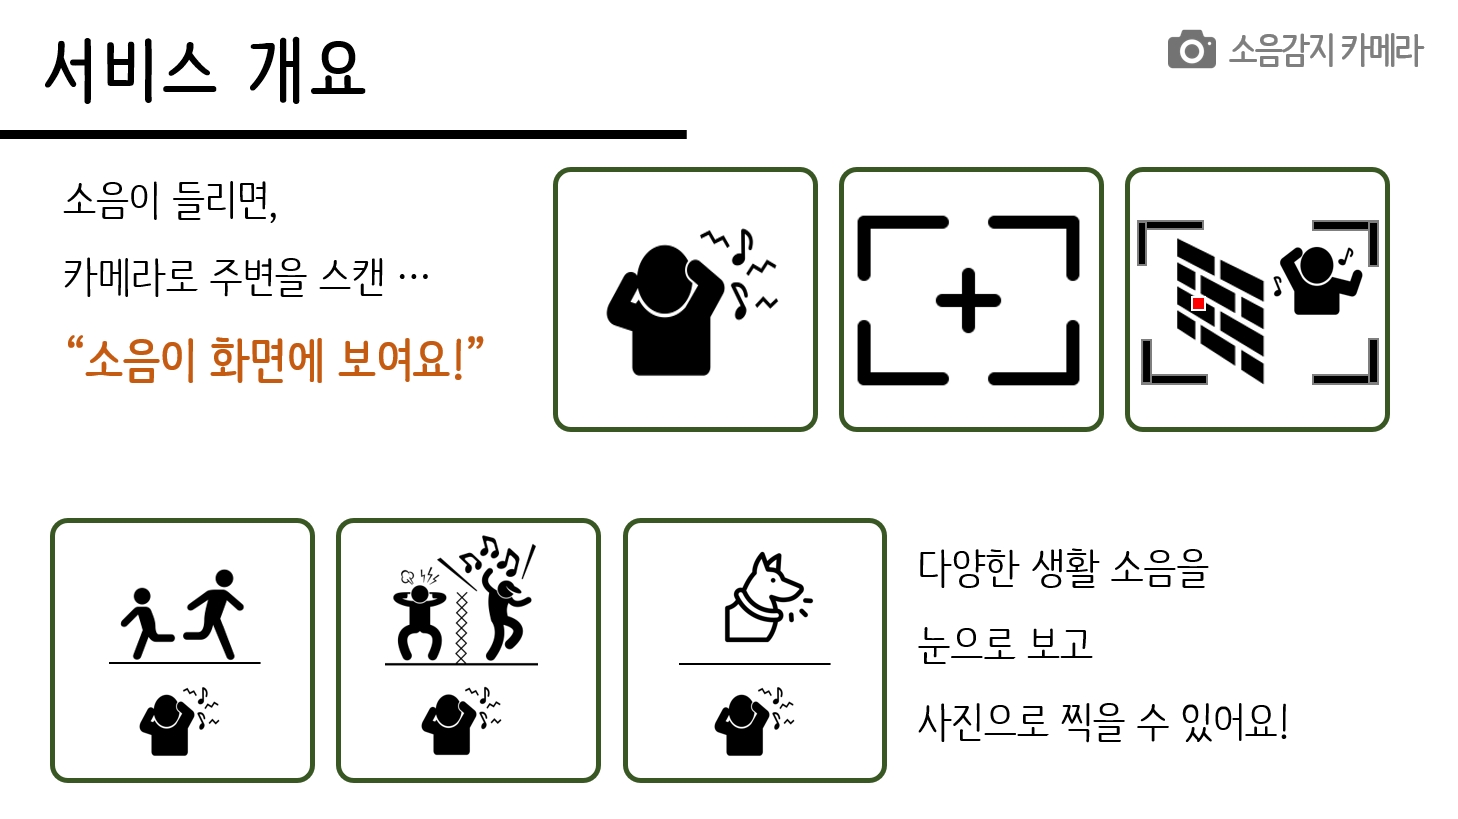 서비스 개요
소음감지 카메라
소음이 들리면,
카메라로 주변을 스캔 …
“소음이 화면에 보여요!”
다양한 생활 소음을
눈으로 보고
사진으로 찍을 수 있어요!